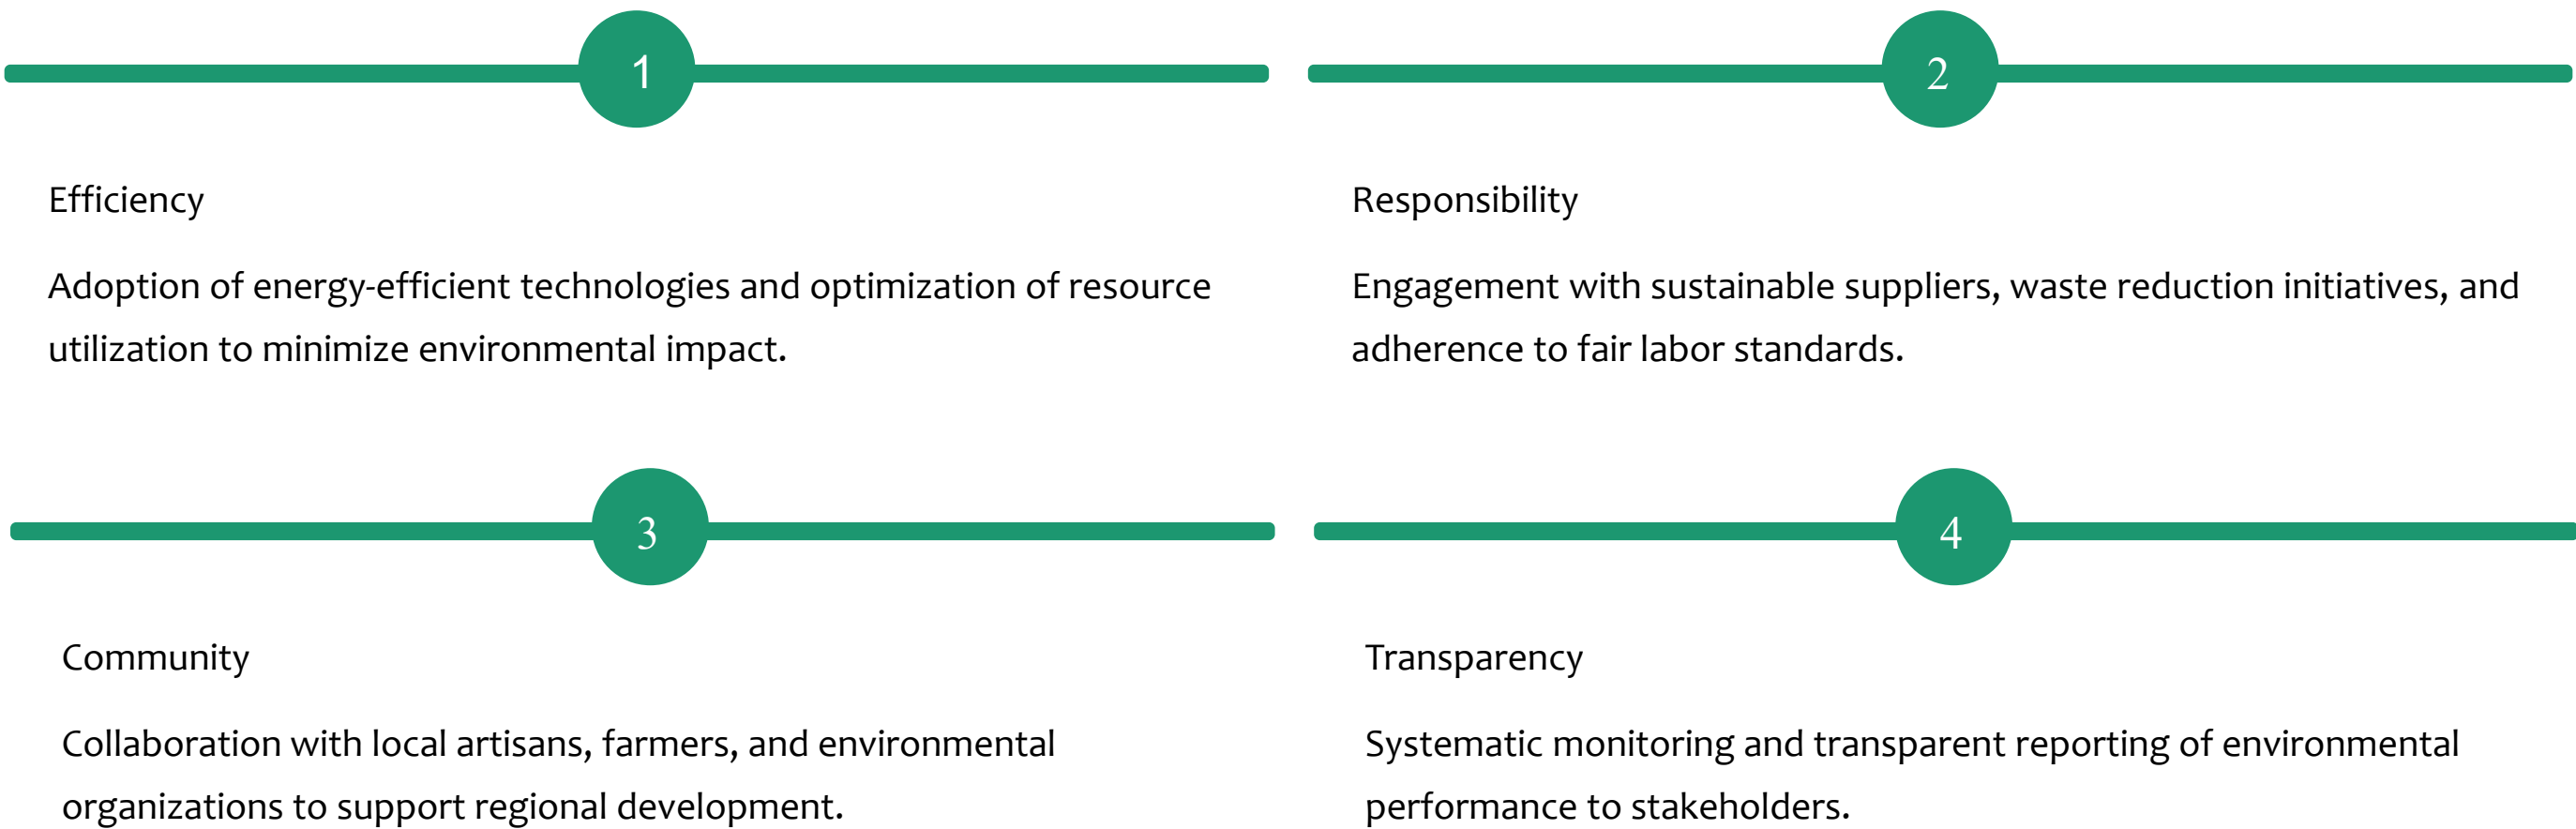 1
Efficiency
Adoption of energy-efficient technologies and optimization of resource
utilization to minimize environmental impact.
2
Responsibility
Engagement with sustainable suppliers, waste reduction initiatives, and
adherence to fair labor standards.
3
Community
Collaboration with local artisans, farmers, and environmental
organizations to support regional development.
4
Transparency
Systematic monitoring and transparent reporting of environmental
performance to stakeholders.